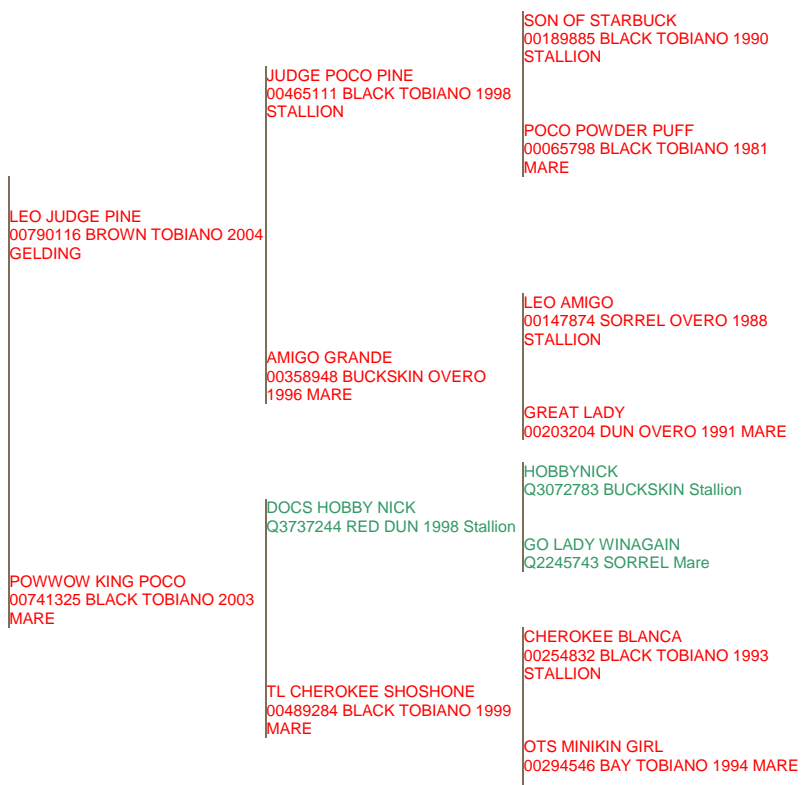 SON OF STARBUCK
00189885 BLACK TOBIANO 1990
STALLION
JUDGE POCO PINE
00465111 BLACK TOBIANO 1998
STALLION
POCO POWDER PUFF
00065798 BLACK TOBIANO 1981
MARE
LEO JUDGE PINE
00790116 BROWN TOBIANO 2004
GELDING
LEO AMIGO
00147874 SORREL OVERO 1988
STALLION
AMIGO GRANDE
00358948 BUCKSKIN OVERO
1996 MARE
GREAT LADY
00203204 DUN OVERO 1991 MARE
HOBBYNICK
Q3072783 BUCKSKIN Stallion
DOCS HOBBY NICK
Q3737244 RED DUN 1998 Stallion
GO LADY WINAGAIN
Q2245743 SORREL Mare
POWWOW KING POCO
00741325 BLACK TOBIANO 2003
MARE
CHEROKEE BLANCA
00254832 BLACK TOBIANO 1993
STALLION
TL CHEROKEE SHOSHONE
00489284 BLACK TOBIANO 1999
MARE
OTS MINIKIN GIRL
00294546 BAY TOBIANO 1994 MARE